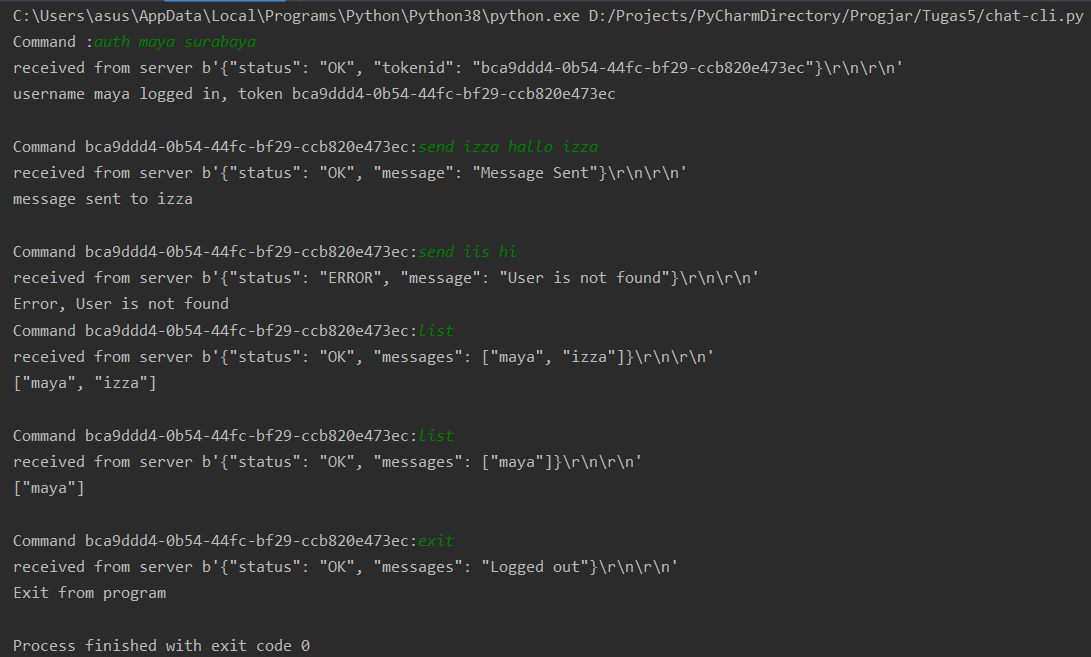 C:\Users\asus\AppData\Local\Programs\Python\Python38\python.exe D:/Projects/PyCharmDirectory/Progjar/Tugas5/chat-cli.py
Command :auth maya surabaya
received from server b'{"status": "OK", "tokenid": "bca9ddd4-0b54-44fc-bf29-ccb820e473ec"}\r\n\r\n'
username maya logged in, token bca9ddd4-0b54-44fc-bf29-ccb820e473ec
Command bca9ddd4-0b54-44fc-bf29-ccb820e473ec:send izza hallo izza
received from server b'{"status": "OK", "message": "Message Sent"}\r\n\r\n'
message sent to izza
Command bca9ddd4-0b54-44fc-bf29-ccb820e473ec:send iis hi
received from server b'{"status": "ERROR", "message": "User is not found"}\r\n\r\n'
Error, User is not found
Command bca9ddd4-0b54-44fc-bf29-ccb820e473ec:list
received from server b'{"status": "OK", "messages": ["maya", "izza"]}\r\n\r\n'
["maya", "izza"]
Command bca9ddd4-0b54-44fc-bf29-ccb820e473ec:list
received from server b'{"status": "OK", "messages": ["maya"]}\r\n\r\n'
["maya"]
Command bca9ddd4-0b54-44fc-bf29-ccb820e473ec:exit
received from server b'{"status": "OK", "messages": "Logged out"}\r\n\r\n'
Exit from program
Process finished with exit code 0